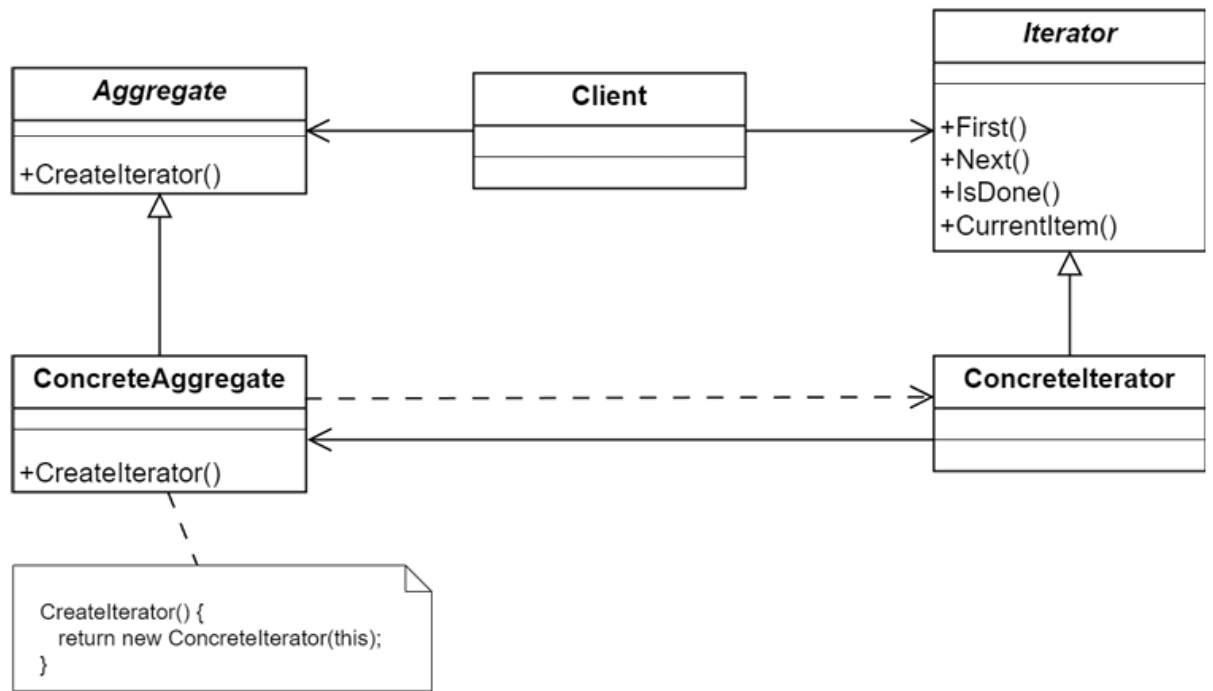 Aggregate
+CreateIterator()
Client
Iterator
+First()
+Next()
+IsDone()
+CurrentItem()
ConcreteAggregate
+CreateIterator()
ConcreteIterator
CreateIterator() {
return new ConcreteIterator(this);
}